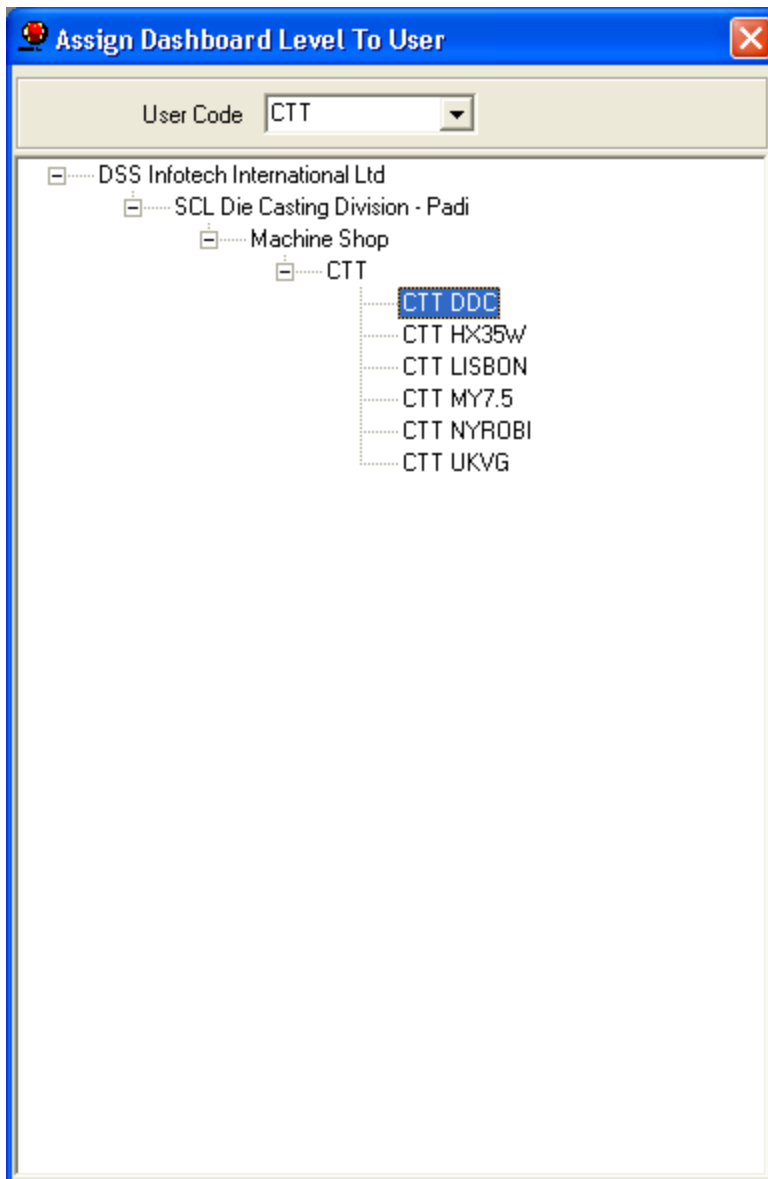 Assign Dashboard Level To User
User Code CTT
DSS Infotech International Ltd
SCL Die Casting Division - Padi
Machine Shop
CTT
CTT DDC
CTT HX35W
CTT LISBON
CTT MY7.5
CTT NYROBI
CTT UKVG